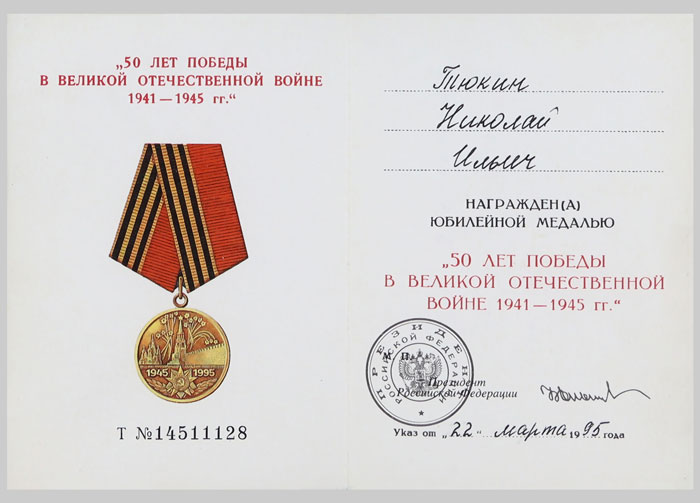 „50 ЛЕТ ПОБЕДЫ
В ВЕЛИКОЙ ОТЕЧЕСТВЕННОЙ ВОЙНЕ
1941 — 1945 гг.“
1945 1995
Т №14511128
Тюкин
Николай
Ильич
НАГРАЖДЕН(А)
ЮБИЛЕЙНОЙ МЕДАЛЬЮ
„50 ЛЕТ ПОБЕДЫ
В ВЕЛИКОЙ ОТЕЧЕСТВЕННОЙ
ВОЙНЕ 1941 — 1945 гг.“
ПРЕЗИДЕНТ
РОССИЙСКОЙ ФЕДЕРАЦИИ
М. П.
Президент
Российской Федерации
Указ от „22“ марта 1995 года